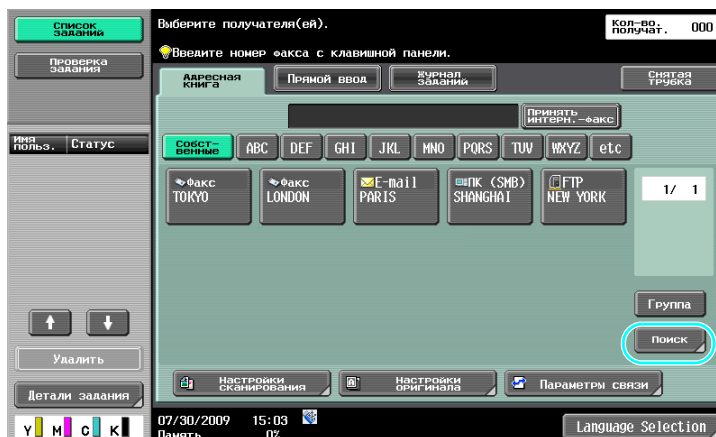 Список
заданий
Проверка
задания
Имя
польз.
Статус
Удалить
Детали задания
Y M C K
Выберите получателя(ей).
Кол-во.
получат.
000
Введите номер факса с клавишной панели.
Адресная
книга
Прямой ввод
Журнал
заданий
Снятая
трубка
Принять
интерн.-факс
Собст-
венные
ABC DEF GHI JKL MNO PQRS TUV WXYZ etc
Факс
TOKYO
Факс
LONDON
E-mail
PARIS
ПК (SMB)
SHANGHAI
FTP
NEW YORK
1/ 1
Группа
Поиск
Настройки
сканирования
Настройки
оригинала
Параметры связи
07/30/2009 15:03
Память 0%
Language Selection